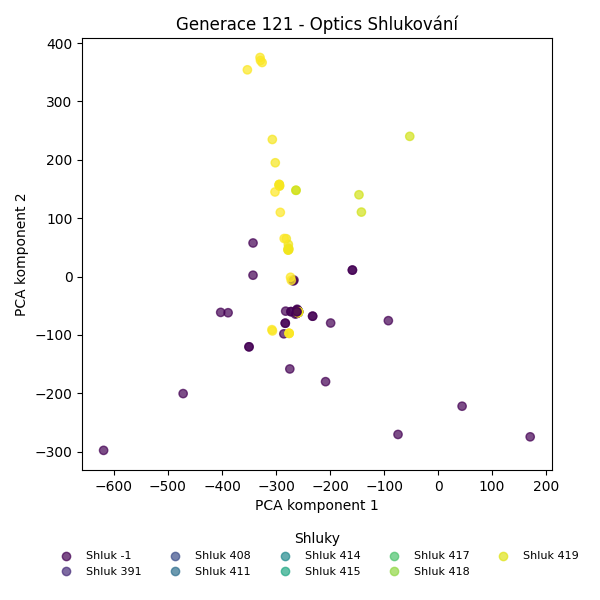 Generace 121 - Optics Shlukování
400
300
200
100
0
−100
−200
−300
PCA komponent 2
−600 −500 −400 −300 −200 −100 0 100 200
PCA komponent 1
Shluky
Shluk -1 Shluk 408 Shluk 414 Shluk 417 Shluk 419
Shluk 391 Shluk 411 Shluk 415 Shluk 418